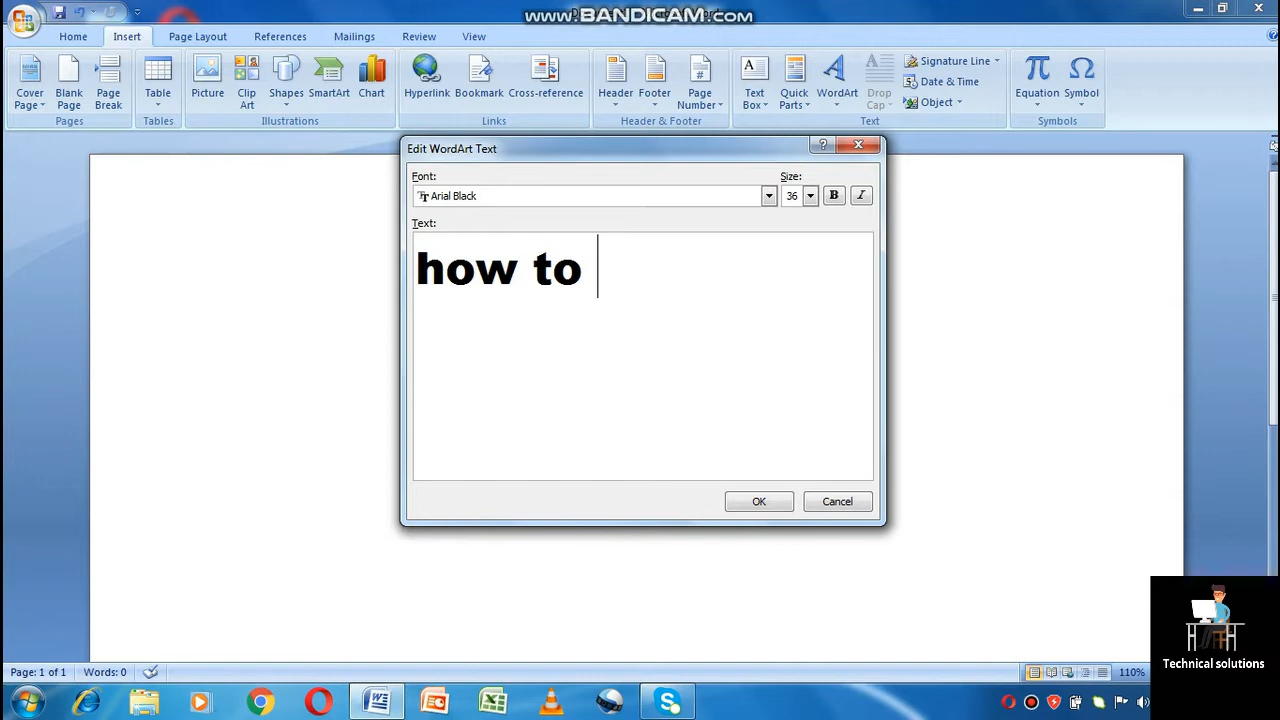 www.BANDICAM.com
Home Insert Page Layout References Mailings Review View
Cover Page Blank Page Page Break Table Picture Clip Art Shapes SmartArt Chart Hyperlink Bookmark Cross-reference Header Footer Page Number Text Box Quick Parts WordArt Drop Cap Signature Line Date & Time Object Equation Symbol
Pages Tables Illustrations Links Header & Footer Text Symbols
Edit WordArt Text
Font: Size:
Arial Black 36 B I
Text:
how to
OK Cancel
Technical solutions
Page: 1 of 1 Words: 0 110%